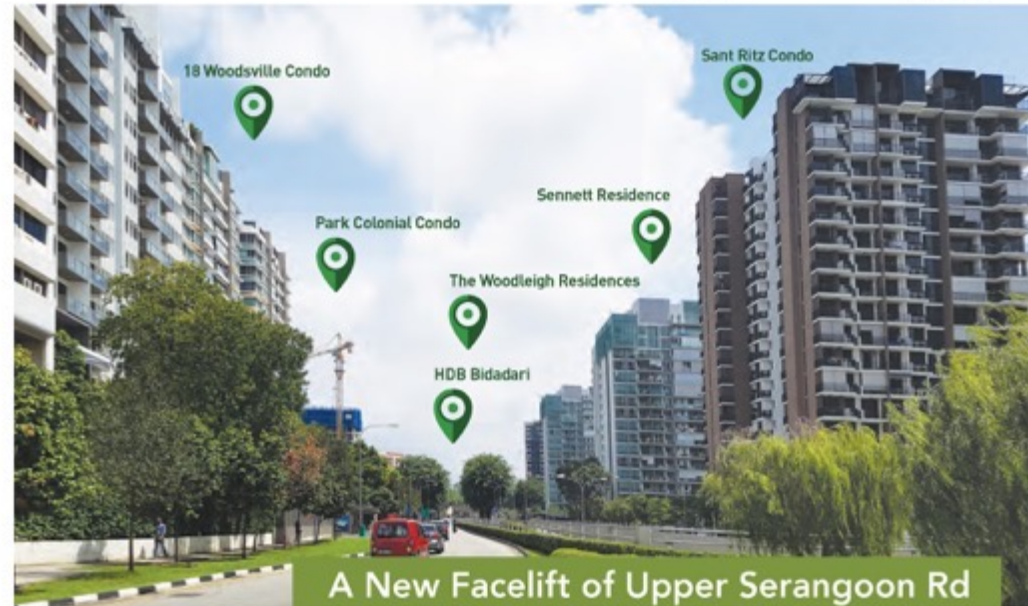 18 Woodsville Condo
Sant Ritz Condo
Sennett Residence
Park Colonial Condo
The Woodleigh Residences
HDB Bidadari
A New Facelift of Upper Serangoon Rd